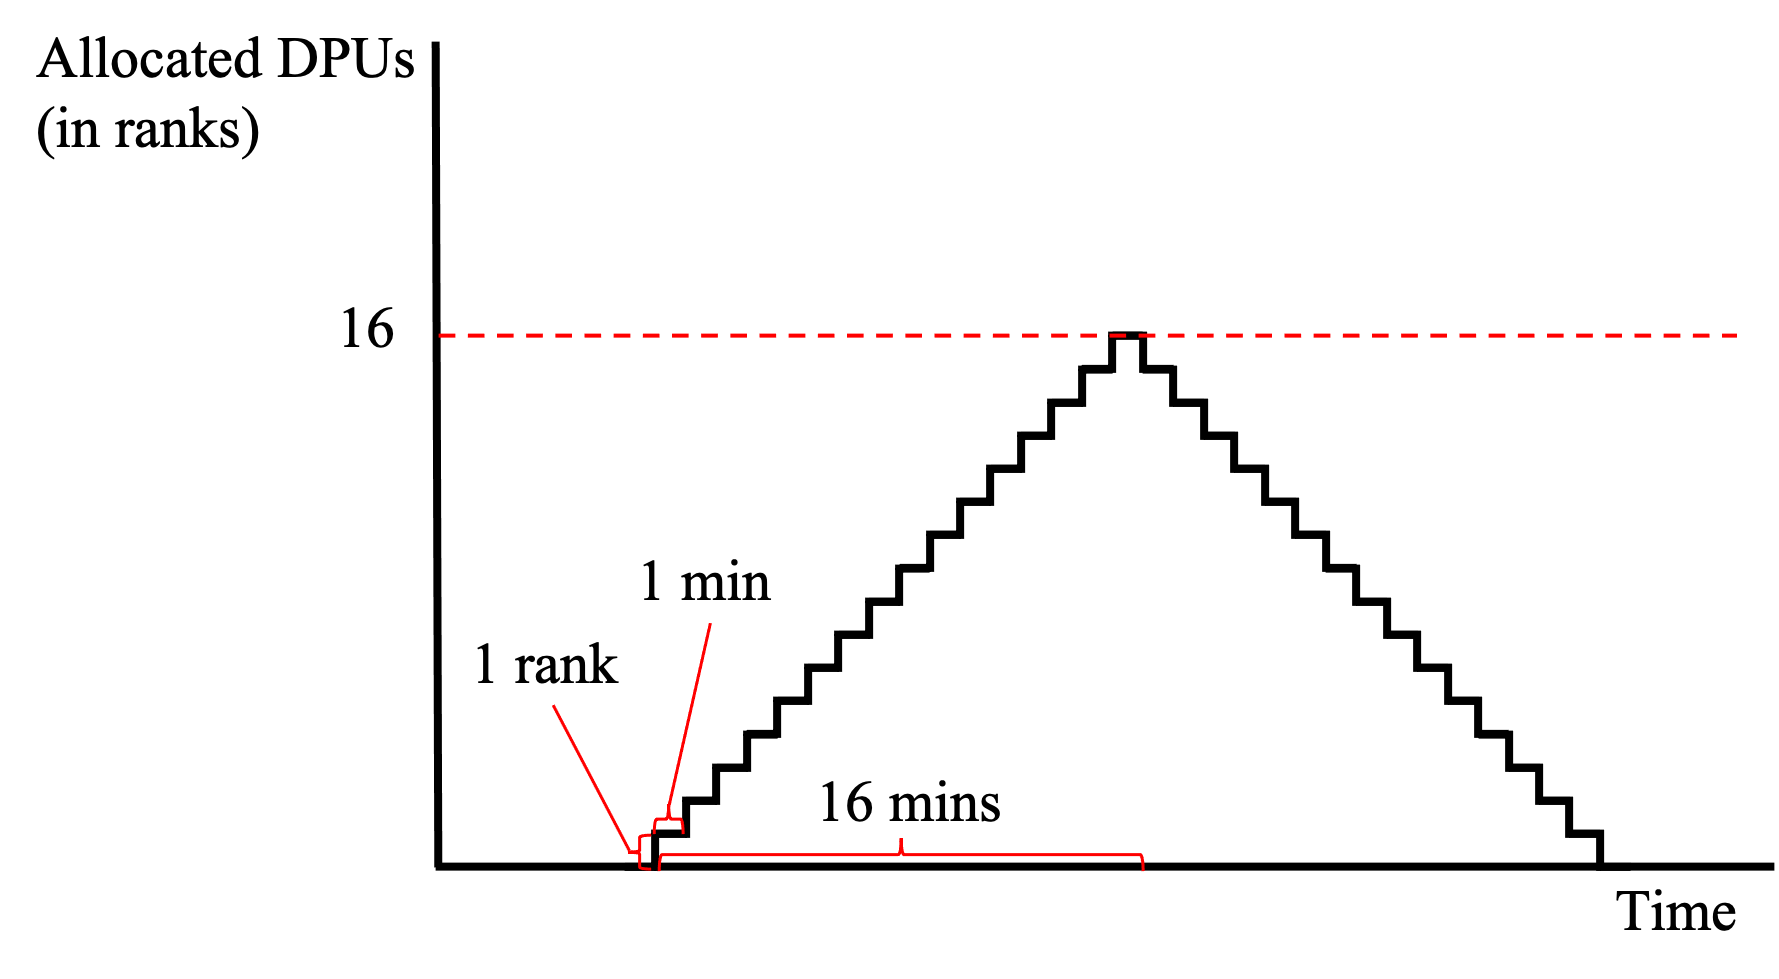 Allocated DPUs
(in ranks)
16
1 min
1 rank
16 mins
Time